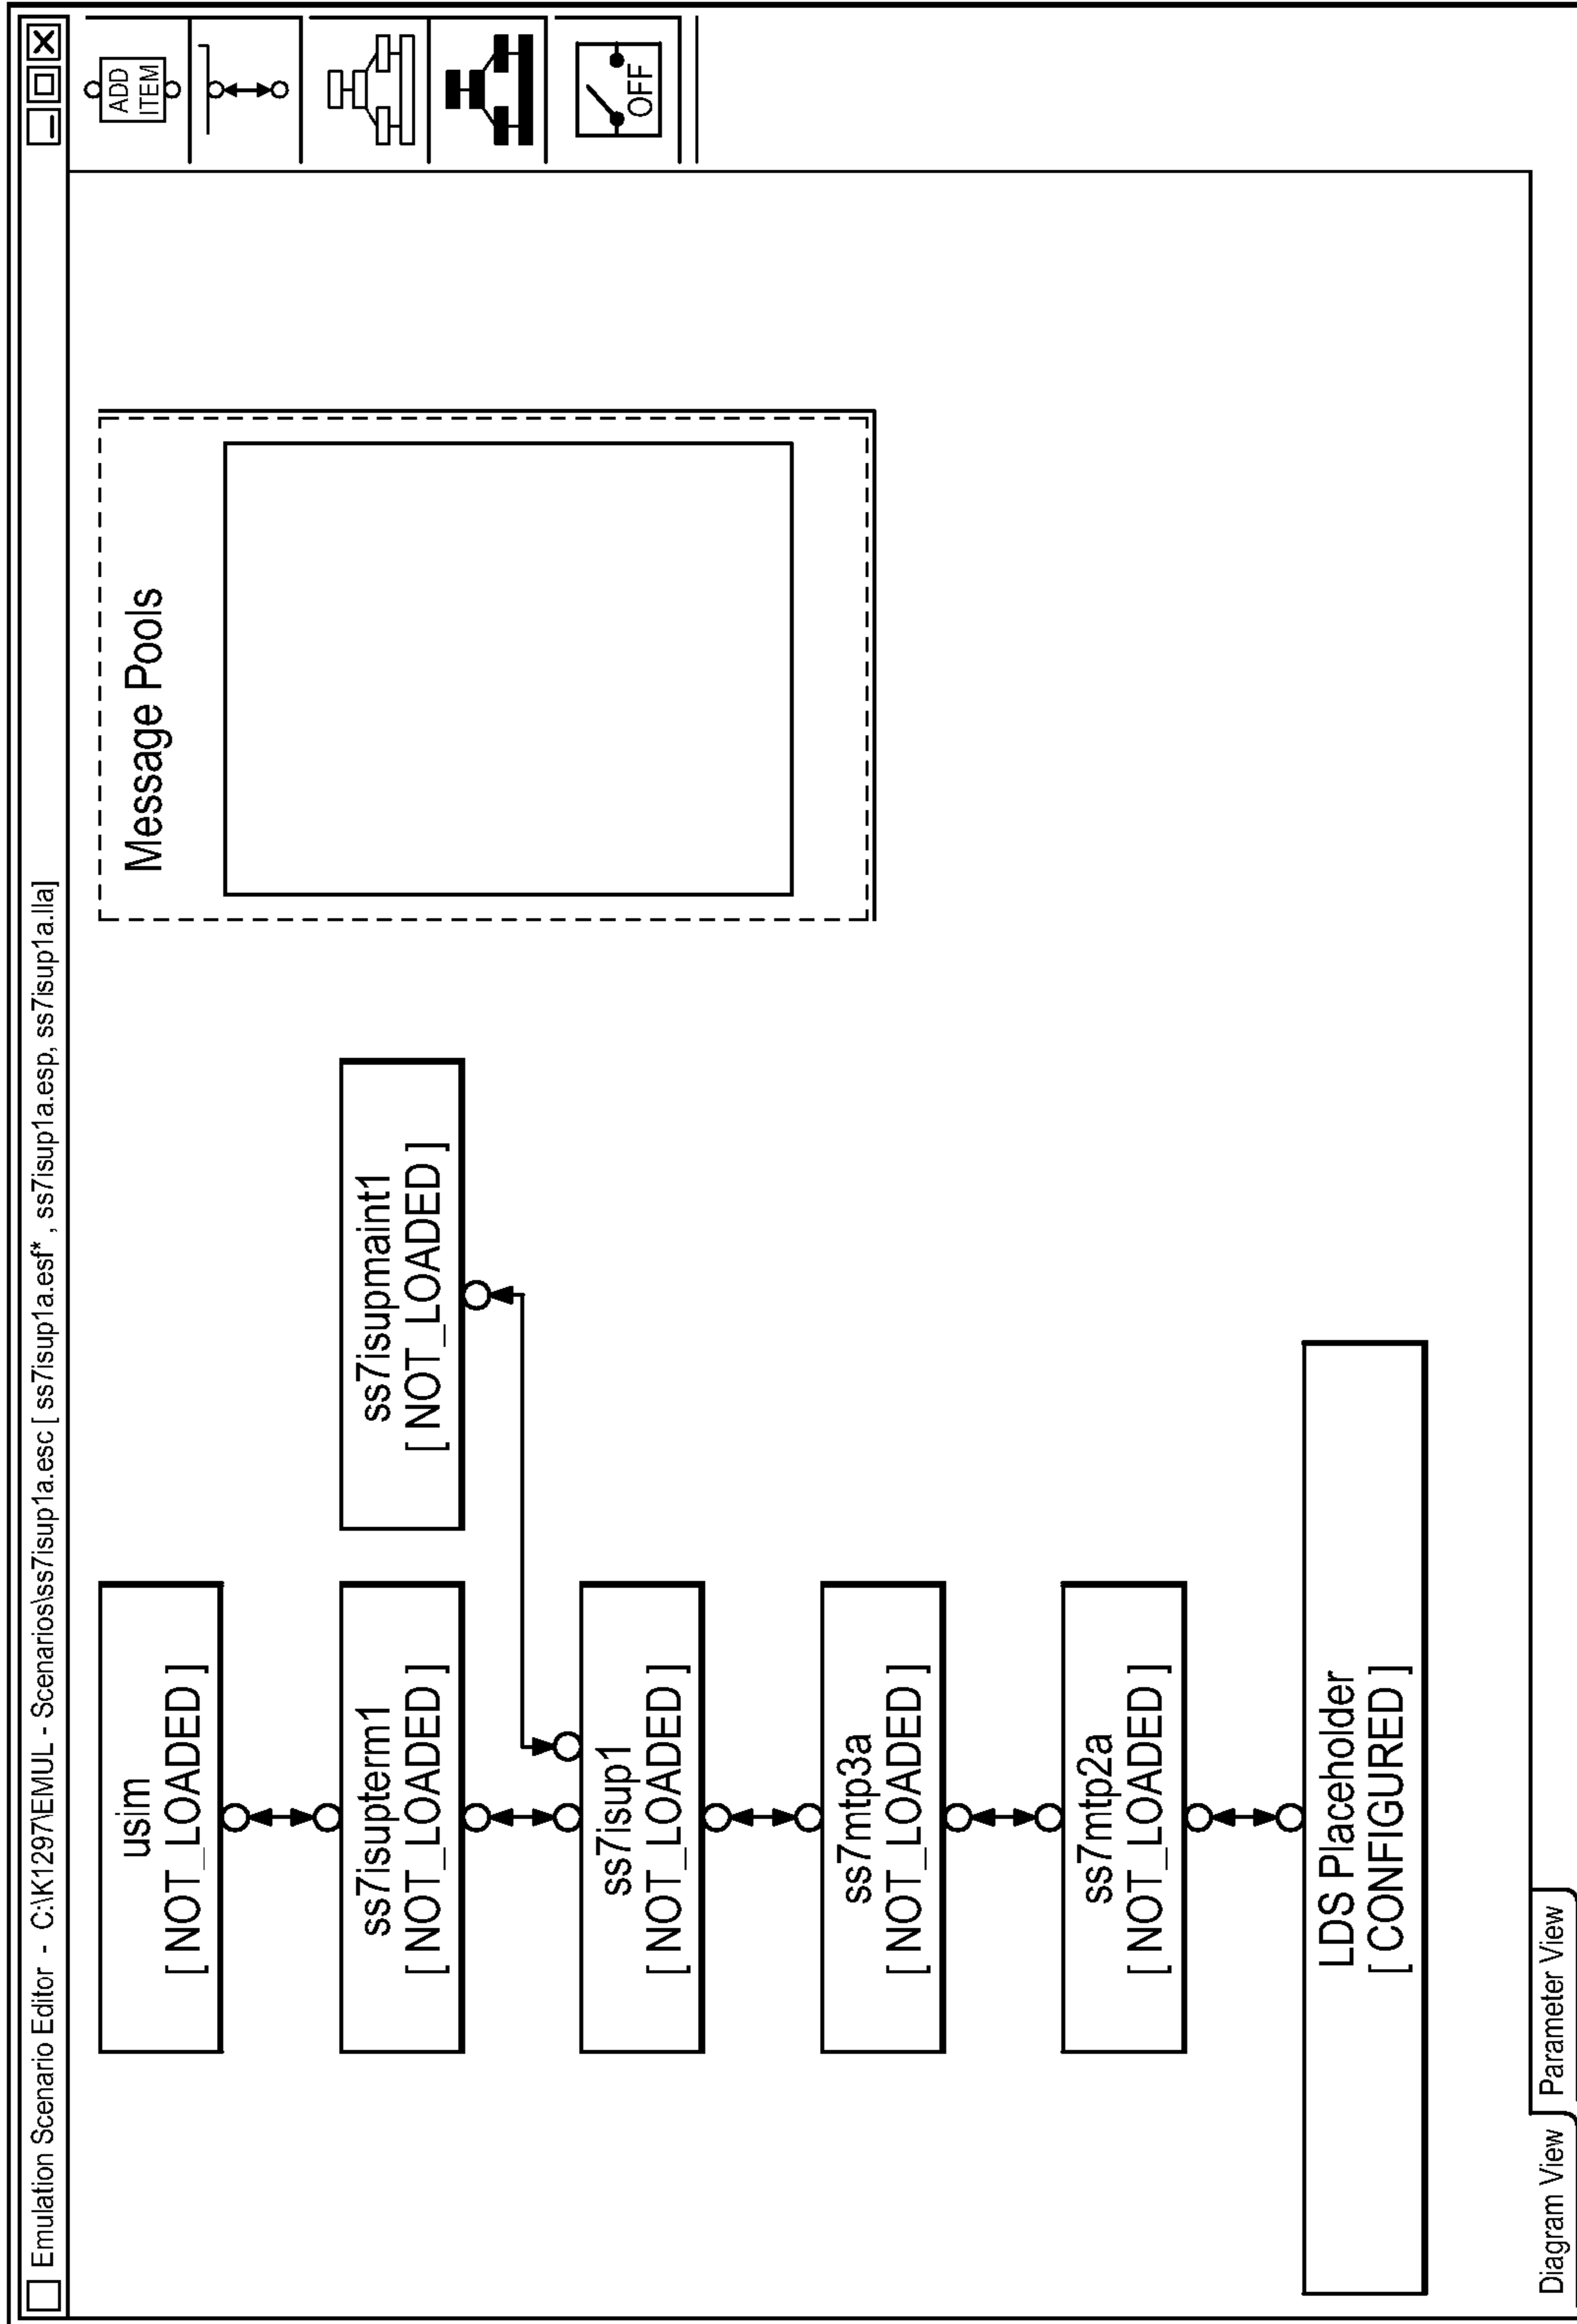 Emulation Scenario Editor - C:\K1297\EMUL - Scenarios\ss7isup1a.esc [ ss7isup1a.esf* , ss7isup1a.esp, ss7isup1a.lla]
ADD
ITEM
OFF
usim
[ NOT_LOADED ]
Message Pools
ss7isupterm1
[ NOT_LOADED ]
ss7isupmaint1
[ NOT_LOADED ]
ss7isup1
[ NOT_LOADED ]
ss7mtp3a
[ NOT_LOADED ]
ss7mtp2a
[ NOT_LOADED ]
LDS Placeholder
[ CONFIGURED ]
Diagram View
Parameter View